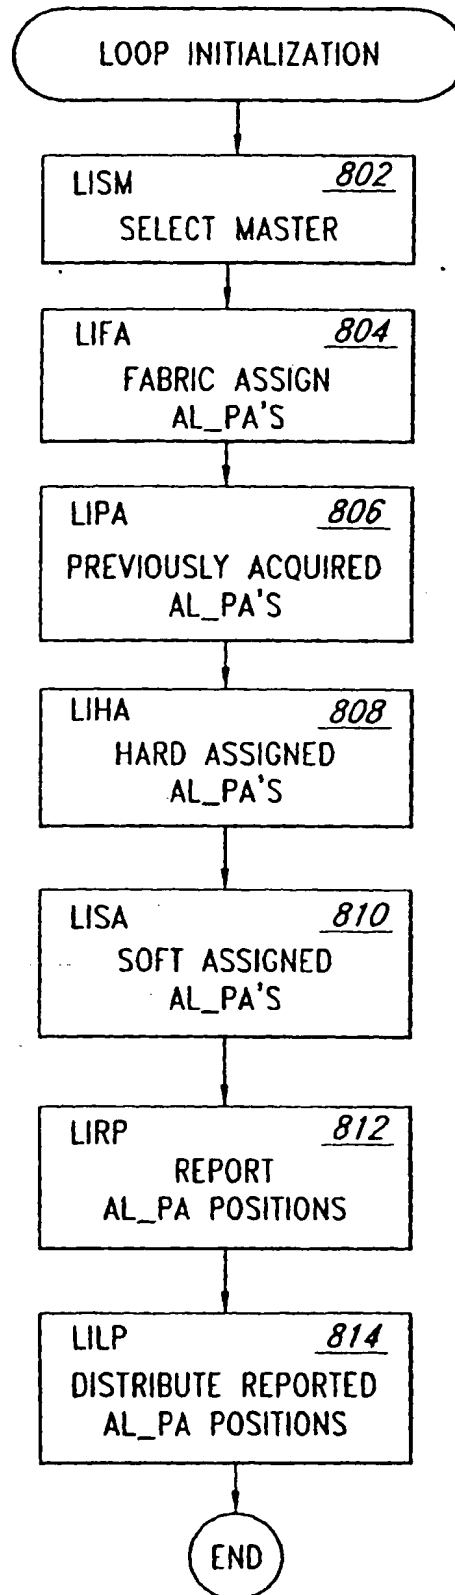 LOOP INITIALIZATION
LISM 802
SELECT MASTER
LIFA 804
FABRIC ASSIGN
AL_PA'S
LIPA 806
PREVIOUSLY ACQUIRED
AL_PA'S
LIHA 808
HARD ASSIGNED
AL_PA'S
LISA 810
SOFT ASSIGNED
AL_PA'S
LIRP 812
REPORT
AL_PA POSITIONS
LILP 814
DISTRIBUTE REPORTED
AL_PA POSITIONS
END